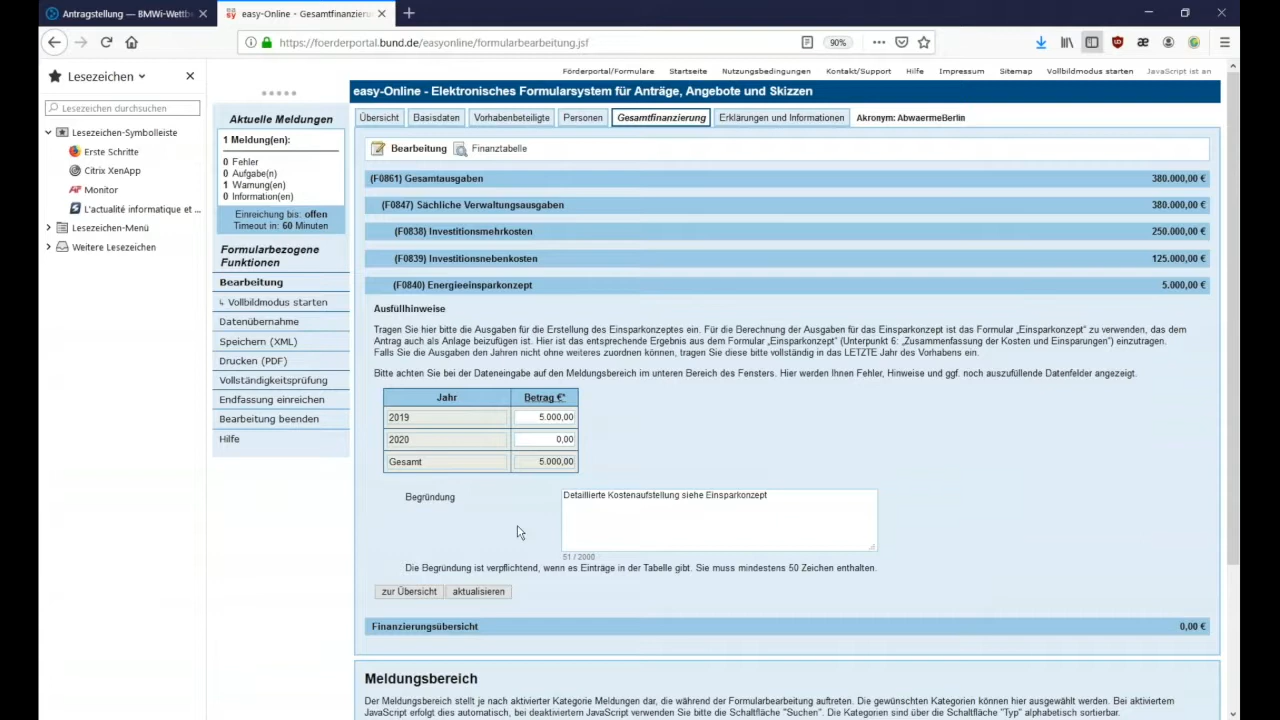 Antragstellung — BMWi-Wettb
easy-Online - Gesamtfinanzierun
https://foerderportal.bund.de/easyonline/formularbearbeitung.jsf
90%
Lesezeichen
Lesezeichen durchsuchen
Lesezeichen-Symbolleiste
Erste Schritte
Citrix XenApp
Monitor
L'actualité informatique et ...
Lesezeichen-Menü
Weitere Lesezeichen
Förderportal/Formulare Startseite Nutzungsbedingungen Kontakt/Support Hilfe Impressum Sitemap Vollbildmodus starten JavaScript ist an
easy-Online - Elektronisches Formularsystem für Anträge, Angebote und Skizzen
Aktuelle Meldungen
1 Meldung(en):
0 Fehler
0 Aufgabe(n)
1 Warnung(en)
0 Information(en)
Einreichung bis: offen
Timeout in: 60 Minuten
Formularbezogene
Funktionen
Bearbeitung
↳ Vollbildmodus starten
Datenübernahme
Speichern (XML)
Drucken (PDF)
Vollständigkeitsprüfung
Endfassung einreichen
Bearbeitung beenden
Hilfe
Übersicht Basisdaten Vorhabenbeteiligte Personen Gesamtfinanzierung Erklärungen und Informationen Akronym: AbwaermeBerlin
Bearbeitung Finanztabelle
(F0861) Gesamtausgaben 380.000,00 €
(F0847) Sächliche Verwaltungsausgaben 380.000,00 €
(F0838) Investitionsmehrkosten 250.000,00 €
(F0839) Investitionsnebenkosten 125.000,00 €
(F0840) Energieeinsparkonzept 5.000,00 €
Ausfüllhinweise
Tragen Sie hier bitte die Ausgaben für die Erstellung des Einsparkonzeptes ein. Für die Berechnung der Ausgaben für das Einsparkonzept ist das Formular „Einsparkonzept" zu verwenden, das dem
Antrag auch als Anlage beizufügen ist. Hier ist das entsprechende Ergebnis aus dem Formular „Einsparkonzept" (Unterpunkt 6: „Zusammenfassung der Kosten und Einsparungen") einzutragen.
Falls Sie die Ausgaben den Jahren nicht ohne weiteres zuordnen können, tragen Sie diese bitte vollständig in das LETZTE Jahr des Vorhabens ein.
Bitte achten Sie bei der Dateneingabe auf den Meldungsbereich im unteren Bereich des Fensters. Hier werden Ihnen Fehler, Hinweise und ggf. noch auszufüllende Datenfelder angezeigt.
Jahr Betrag €*
2019 5.000,00
2020 0,00
Gesamt 5.000,00
Begründung
Detaillierte Kostenaufstellung siehe Einsparkonzept
51 / 2000
Die Begründung ist verpflichtend, wenn es Einträge in der Tabelle gibt. Sie muss mindestens 50 Zeichen enthalten.
zur Übersicht aktualisieren
Finanzierungsübersicht 0,00 €
Meldungsbereich
Der Meldungsbereich stellt je nach aktivierter Kategorie Meldungen dar, die während der Formularbearbeitung auftreten. Die gewünschten Kategorien können hier ausgewählt werden. Bei aktiviertem
JavaScript erfolgt dies automatisch, bei deaktiviertem JavaScript verwenden Sie bitte die Schaltfläche "Suchen". Die Kategorien sind über die Schaltfläche "Typ" alphabetisch sortierbar.